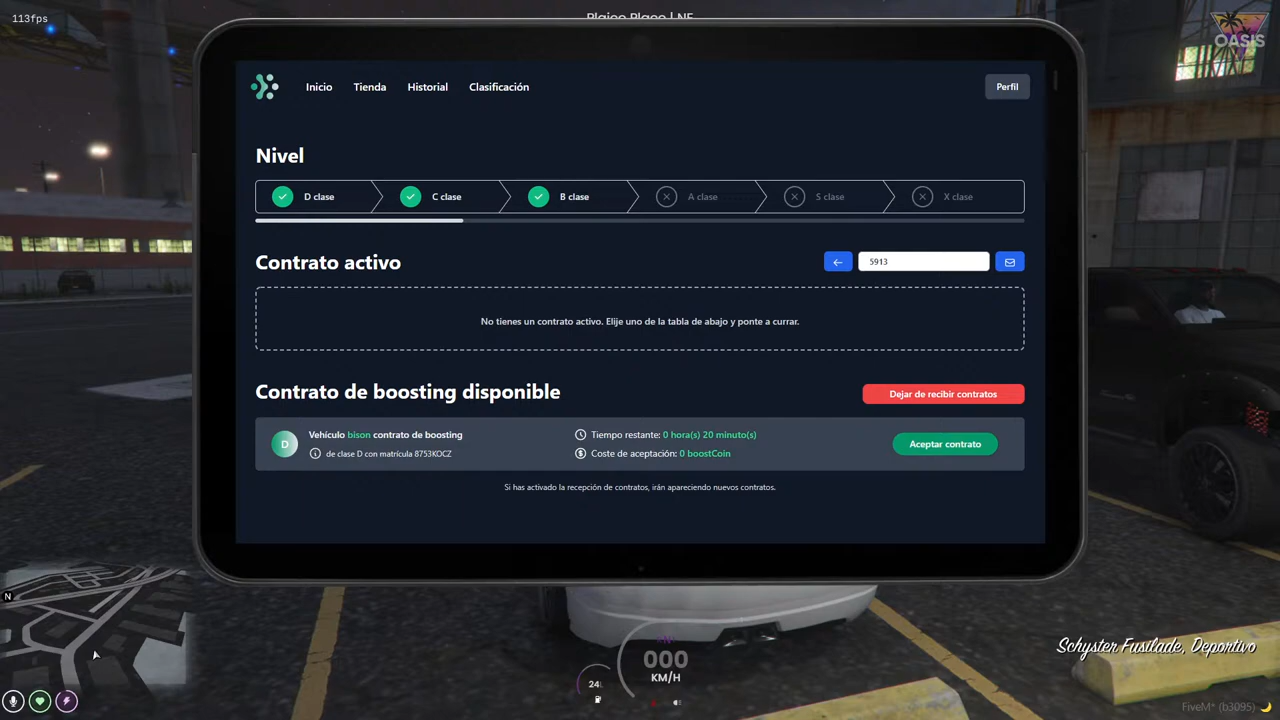 113fps
OASIS
Inicio Tienda Historial Clasificación Perfil
Nivel
D clase C clase B clase A clase S clase X clase
Contrato activo 5913
No tienes un contrato activo. Elije uno de la tabla de abajo y ponte a currar.
Contrato de boosting disponible Dejar de recibir contratos
D
Vehículo bison contrato de boosting Tiempo restante: 0 hora(s) 20 minuto(s) Aceptar contrato
de clase D con matrícula 8753KOCZ Coste de aceptación: 0 boostCoin
Si has activado la recepción de contratos, irán apareciendo nuevos contratos.
N
N
000
KM/H
24L
Schyster Fusilade, Deportivo
FiveM* (b3095)